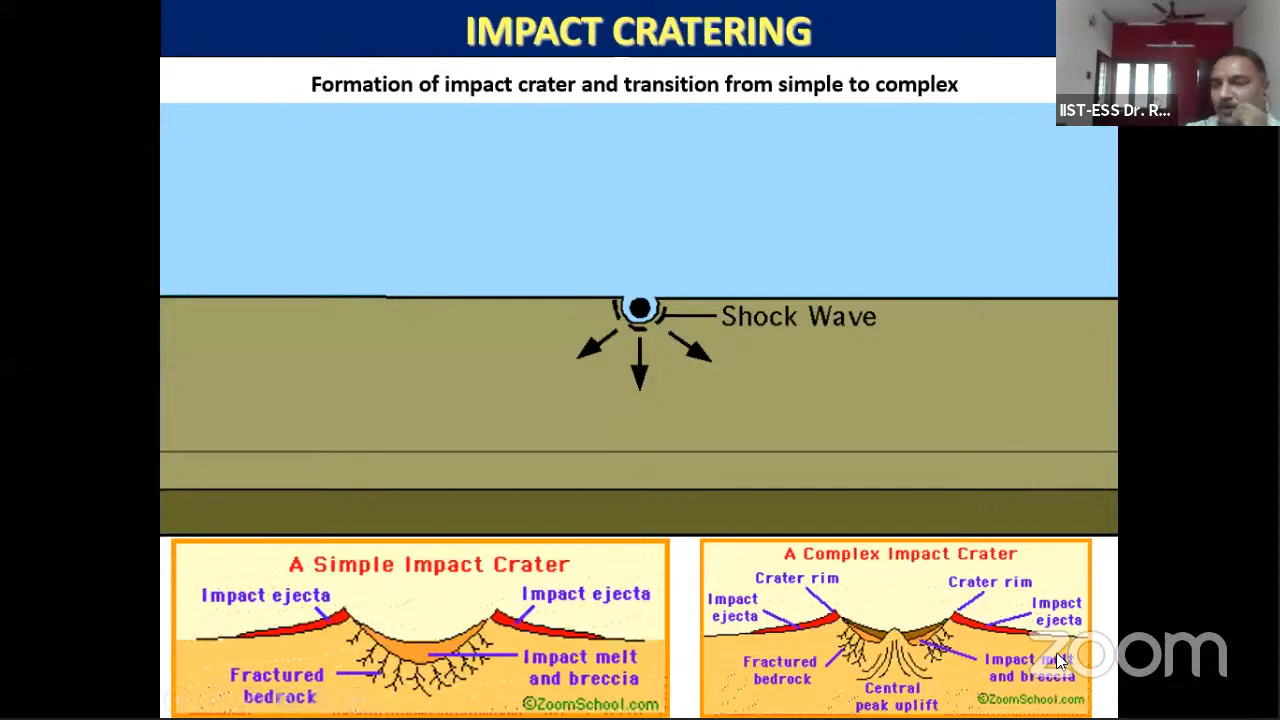 IMPACT CRATERING
IIST-ESS Dr. R...
Formation of impact crater and transition from simple to complex
Shock Wave
A Simple Impact Crater
Impact ejecta
Impact ejecta
Fractured
bedrock
Impact melt
and breccia
©ZoomSchool.com
A Complex Impact Crater
Crater rim
Crater rim
Impact
ejecta
Impact
ejecta
Fractured
bedrock
Central
peak uplift
Impact melt
and breccia
©ZoomSchool.com
zoom